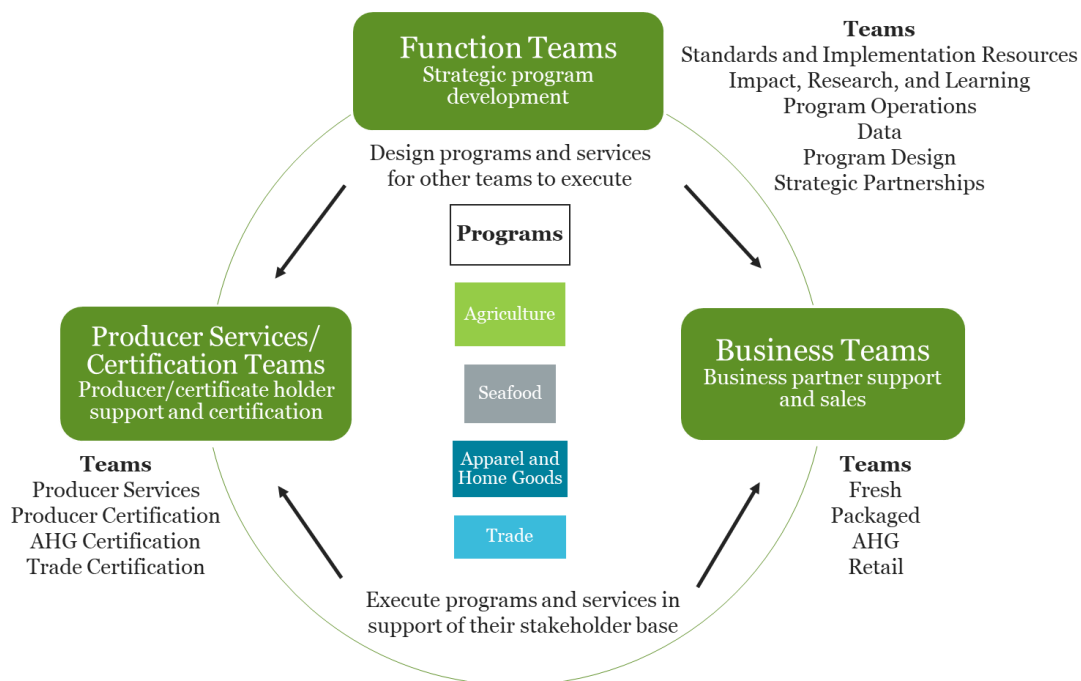 Function Teams
Strategic program
development
Teams
Standards and Implementation Resources
Impact, Research, and Learning
Program Operations
Data
Program Design
Strategic Partnerships
Design programs and services
for other teams to execute
Programs
Agriculture
Seafood
Apparel and
Home Goods
Trade
Producer Services/
Certification Teams
Producer/certificate holder
support and certification
Teams
Producer Services
Producer Certification
AHG Certification
Trade Certification
Business Teams
Business partner support
and sales
Teams
Fresh
Packaged
AHG
Retail
Execute programs and services in
support of their stakeholder base